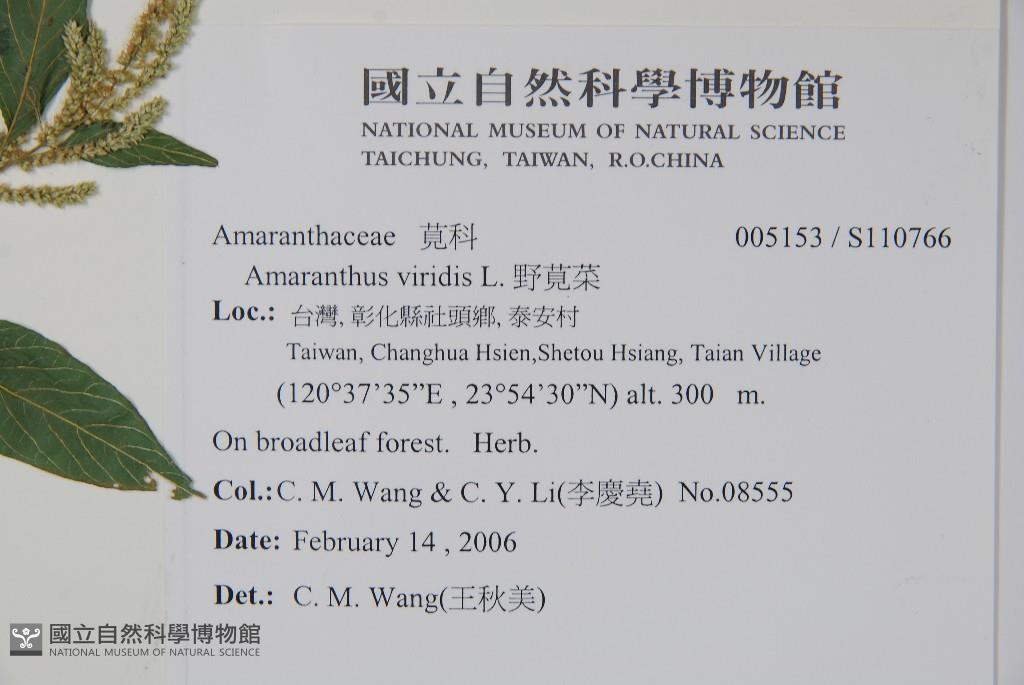 國立自然科學博物館
NATIONAL MUSEUM OF NATURAL SCIENCE
TAICHUNG, TAIWAN, R.O.CHINA
Amaranthaceae 莧科 005153 / S110766
Amaranthus viridis L. 野莧菜
Loc.: 台灣, 彰化縣社頭鄉, 泰安村
Taiwan, Changhua Hsien,Shetou Hsiang, Taian Village
(120°37’35”E , 23°54’30”N) alt. 300 m.
On broadleaf forest. Herb.
Col.:C. M. Wang & C. Y. Li(李慶堯) No.08555
Date: February 14 , 2006
Det.: C. M. Wang(王秋美)
國立自然科學博物館
NATIONAL MUSEUM OF NATURAL SCIENCE